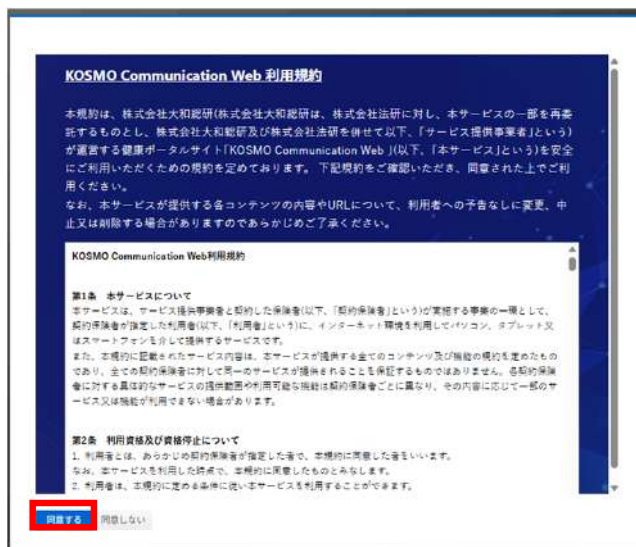 KOSMO Communication Web 利用規約
本規約は、株式会社大和総研(株式会社大和総研は、株式会社法研に対し、本サービスの一部を再委
託するものとし、株式会社大和総研及び株式会社法研を併せて以下、「サービス提供事業者」という)
が運営する健康ポータルサイト「KOSMO Communication Web 」(以下、「本サービス」という)を安全
にご利用いただくための規約を定めております。 下記規約をご確認いただき、同意された上でご利
用ください。
なお、本サービスが提供する各コンテンツの内容やURLについて、利用者への予告なしに変更、中
止又は削除する場合がありますのであらかじめご了承ください。
KOSMO Communication Web利用規約
第1条 本サービスについて
本サービスは、サービス提供事業者と契約した保険者(以下、「契約保険者」という)が実施する事業の一環として、
契約保険者が指定した利用者(以下、「利用者」という)に、インターネット環境を利用してパソコン、タブレット又
はスマートフォンを介して提供するサービスです。
また、本規約に記載されたサービス内容は、本サービスが提供する全てのコンテンツ及び機能の規約を定めたもの
であり、全ての契約保険者に対して同一のサービスが提供されることを保証するものではありません。各契約保険
者に対する具体的なサービスの提供範囲や利用可能な機能は契約保険者ごとに異なり、その内容に応じて一部のサ
ービス又は機能が利用できない場合があります。
第2条 利用資格及び資格停止について
1. 利用者とは、あらかじめ契約保険者が指定した者で、本規約に同意した者をいいます。
なお、本サービスを利用した時点で、本規約に同意したものとみなします。
2. 利用者は、本規約に定める条件に従い本サービスを利用することができます。
同意する 同意しない